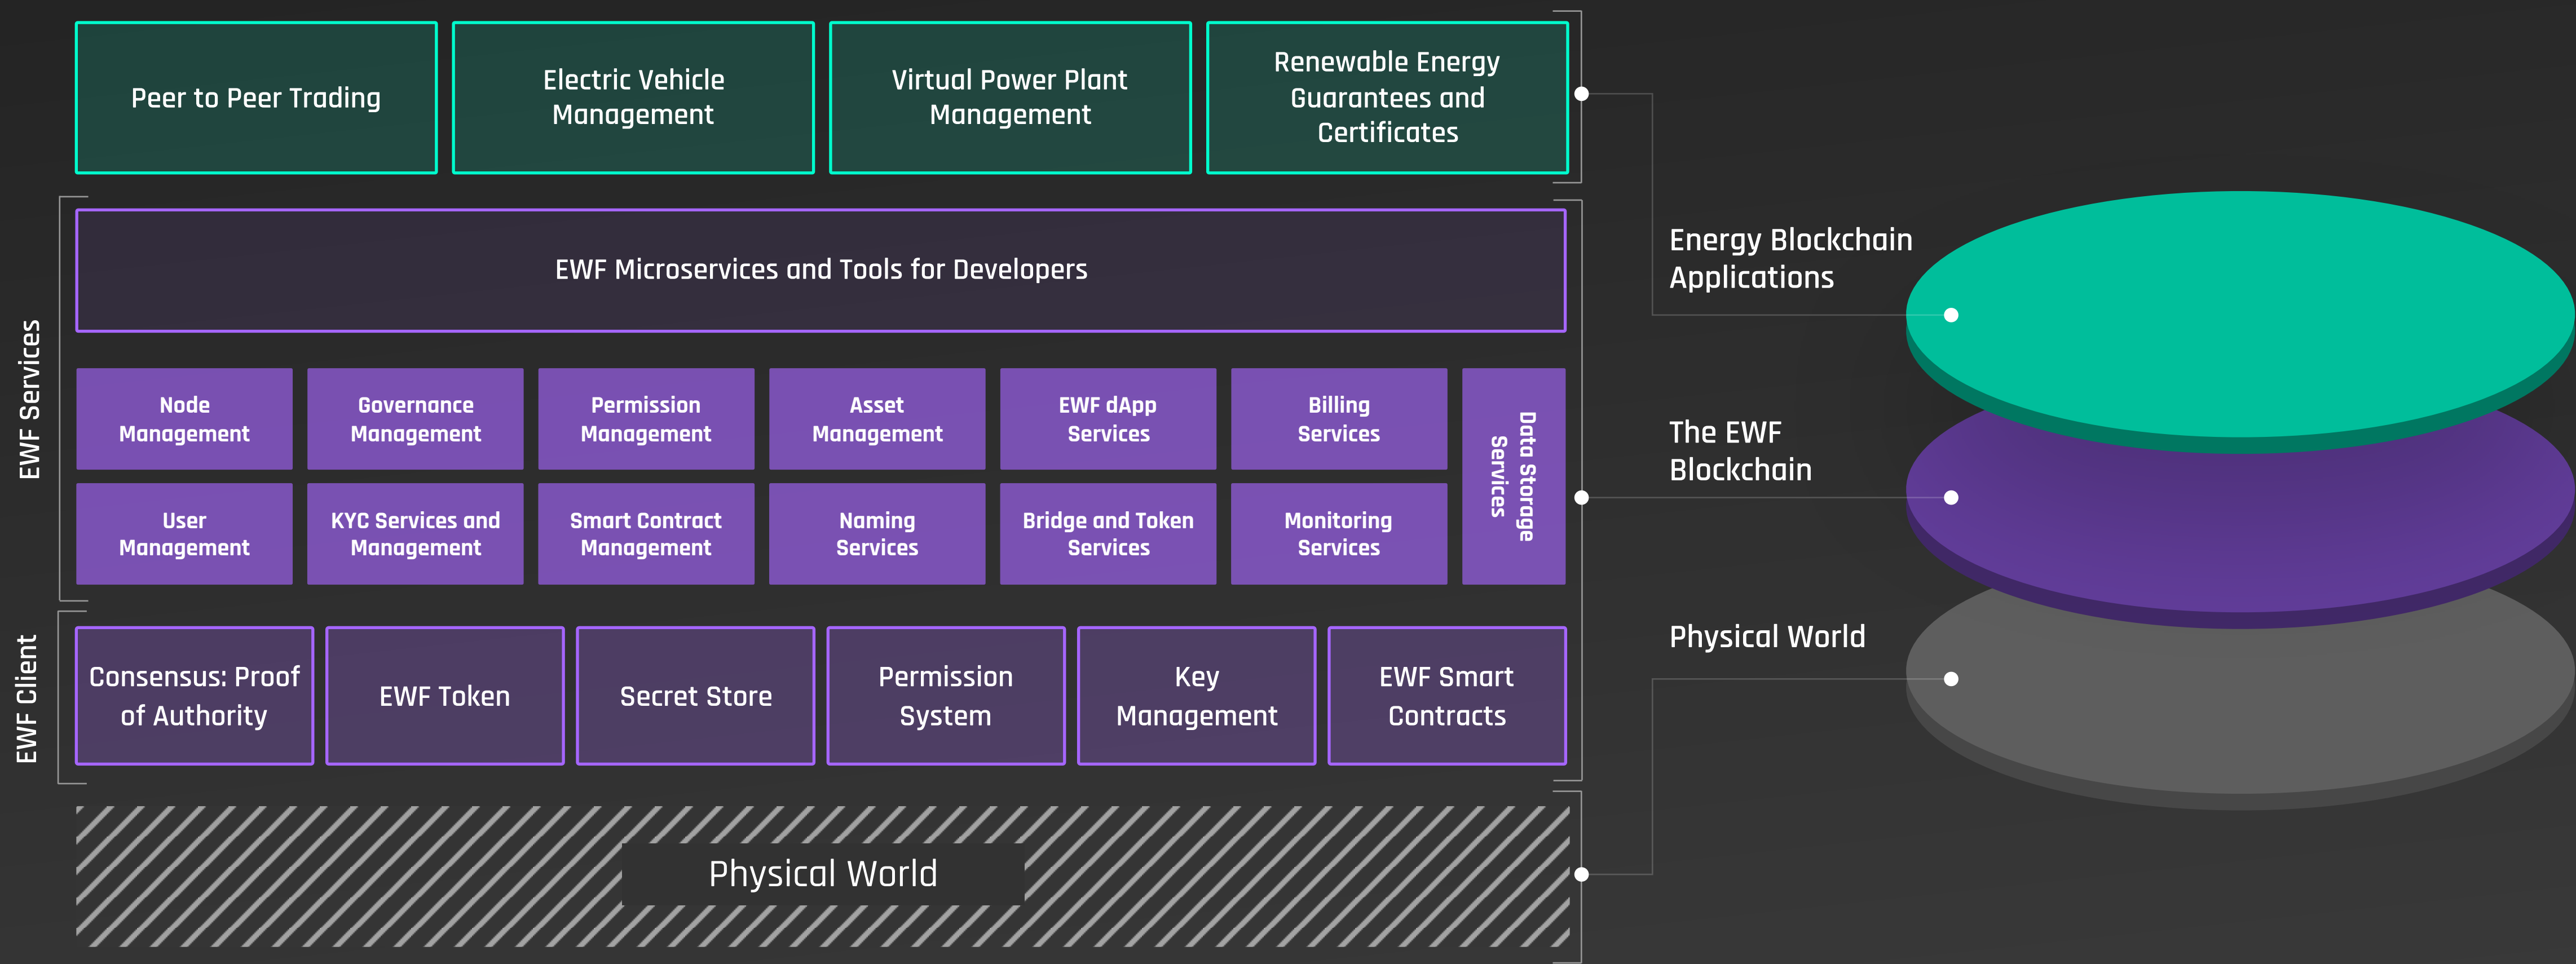 Peer to Peer Trading
Electric Vehicle
Management
Virtual Power Plant
Management
Renewable Energy
Guarantees and
Certificates
EWF Services
EWF Microservices and Tools for Developers
Node
Management
Governance
Management
Permission
Management
Asset
Management
EWF dApp
Services
Billing
Services
Data Storage
Services
User
Management
KYC Services and
Management
Smart Contract
Management
Naming
Services
Bridge and Token
Services
Monitoring
Services
EWF Client
Consensus: Proof
of Authority
EWF Token
Secret Store
Permission
System
Key
Management
EWF Smart
Contracts
Physical World
Energy Blockchain
Applications
The EWF
Blockchain
Physical World